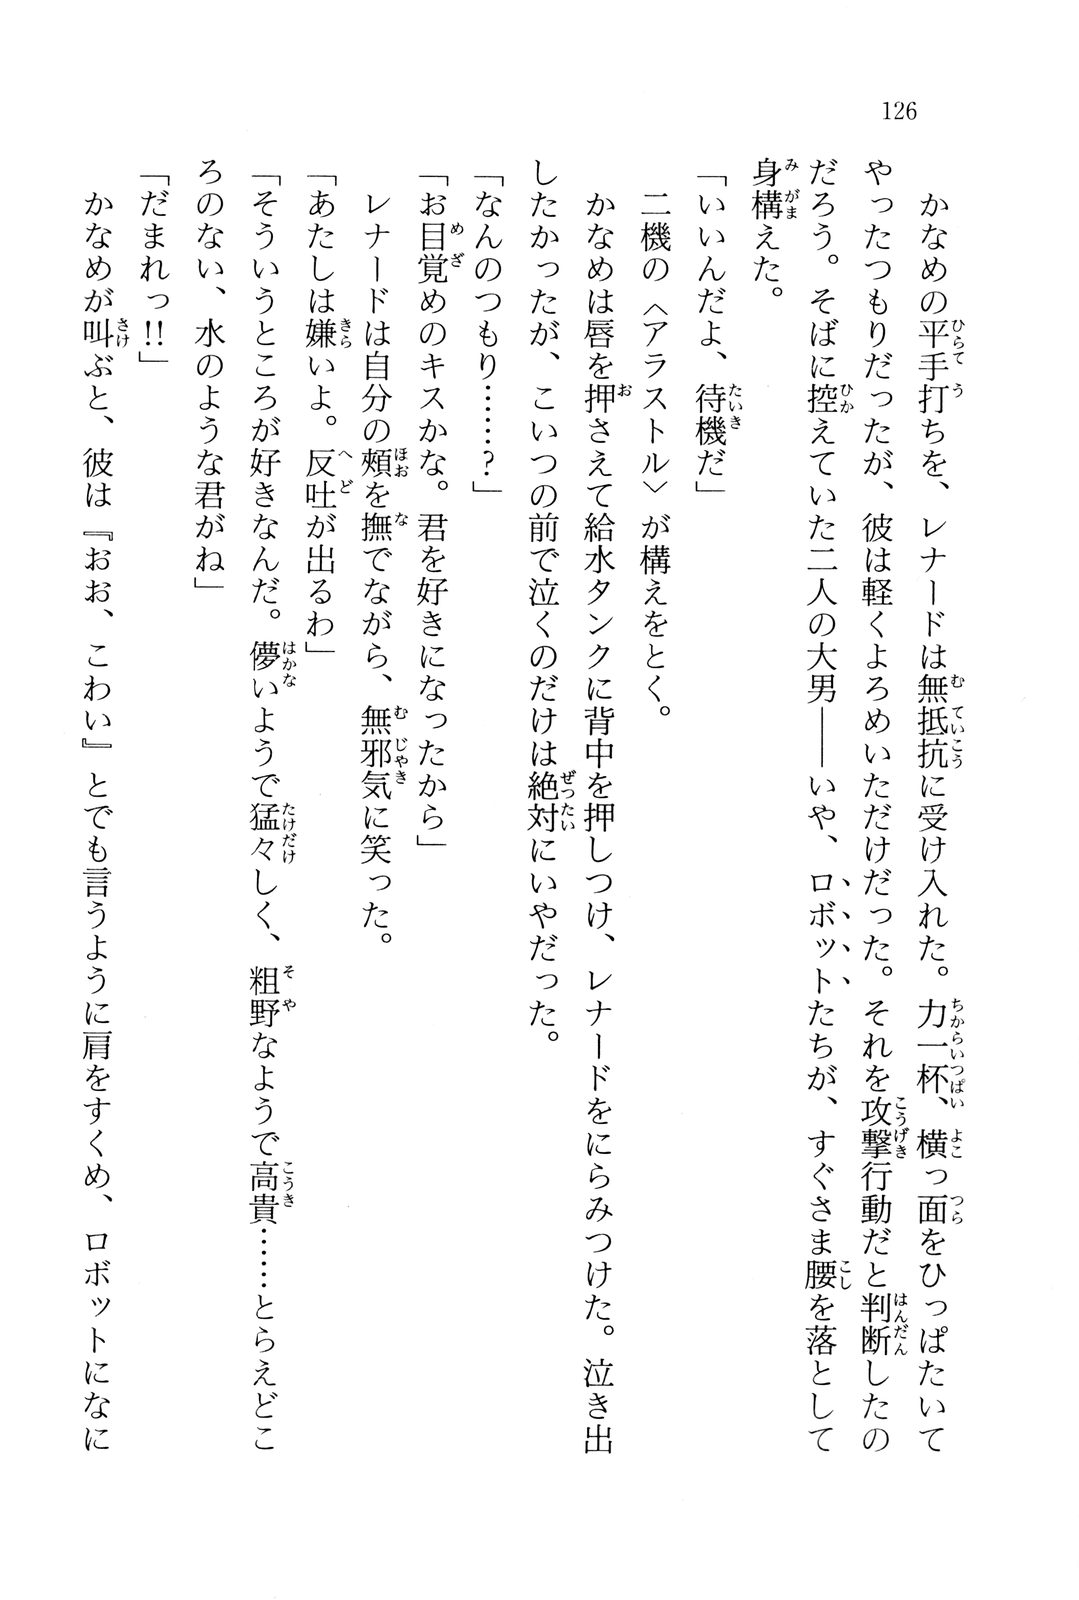 126
かなめの平手打ちを、レナードは無抵抗に受け入れた。力一杯、横っ面をひっぱたいて
やったつもりだったが、彼は軽くよろめいただけだった。それを攻撃行動だと判断したの
だろう。そばに控えていた二人の大男――いや、ロボットたちが、すぐさま腰を落として
身構えた。
「いいんだよ、待機だ」
二機の〈アラストル〉が構えをとく。
かなめは唇を押さえて給水タンクに背中を押しつけ、レナードをにらみつけた。泣き出
したかったが、こいつの前で泣くのだけは絶対にいやだった。
「なんのつもり……?」
「お目覚めのキスかな。君を好きになったから」
レナードは自分の頬を撫でながら、無邪気に笑った。
「あたしは嫌いよ。反吐が出るわ」
「そういうところが好きなんだ。儚いようで猛々しく、粗野なようで高貴……とらえどこ
ろのない、水のような君がね」
「だまれっ!!」
かなめが叫ぶと、彼は『おお、こわい』とでも言うように肩をすくめ、ロボットになに